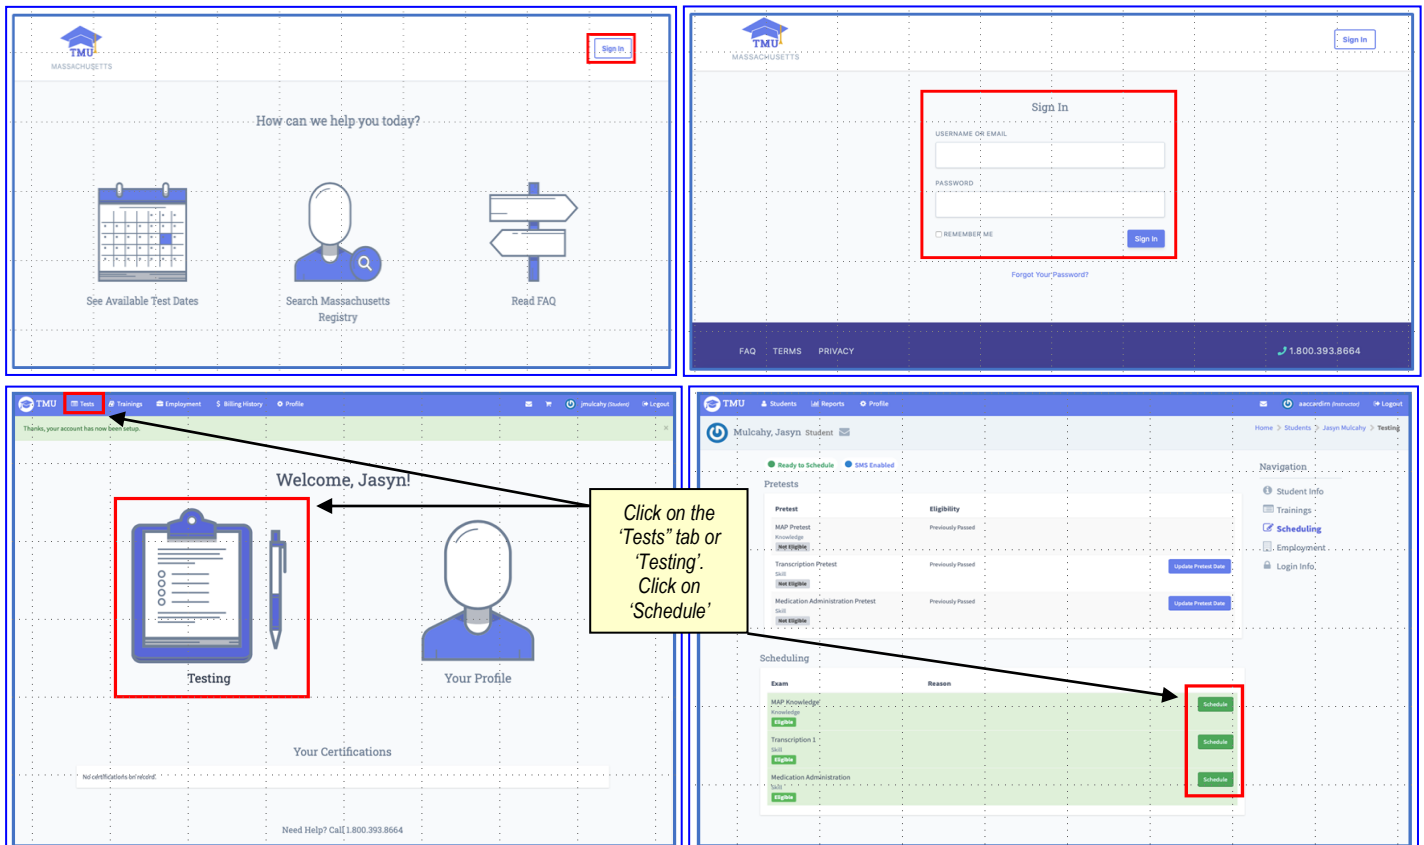 TMU
MASSACHUSETTS
Sign In
How can we help you today?
See Available Test Dates
Search Massachusetts
Registry
Read FAQ
TMU
MASSACHUSETTS
Sign In
Sign In
USERNAME OR EMAIL
PASSWORD
REMEMBER ME
Sign In
Forgot Your Password?
FAQ TERMS PRIVACY
1.800.393.8664
TMU Tests Trainings Employment $ Billing History Profile jmulcahy (Student) Logout
Thanks, your account has now been setup. ×
Welcome, Jasyn!
Testing
Your Profile
Your Certifications
No certifications on record.
Need Help? Call 1.800.393.8664
Click on the
‘Tests” tab or
‘Testing’.
Click on
‘Schedule’
TMU Students Reports Profile aaccardim (Instructor) Logout
Mulcahy, Jasyn Student
Home > Students > Jasyn Mulcahy > Testing
Ready to Schedule SMS Enabled
Pretests
Pretest Eligibility
MAP Pretest Previously Passed
Knowledge
Not Eligible
Transcription Pretest Previously Passed Update Pretest Date
Skill
Not Eligible
Medication Administration Pretest Previously Passed Update Pretest Date
Skill
Not Eligible
Scheduling
Exam Reason
MAP Knowledge Schedule
Knowledge
Eligible
Transcription 1 Schedule
Skill
Eligible
Medication Administration Schedule
Skill
Eligible
Navigation
Student Info
Trainings
Scheduling
Employment
Login Info